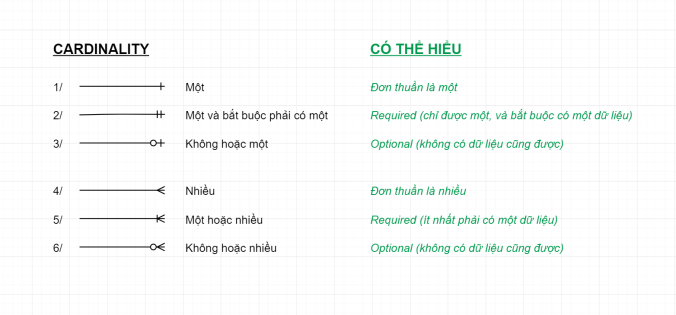 CARDINALITY CÓ THỂ HIỂU
1/ Một Đơn thuần là một
2/ Một và bắt buộc phải có một Required (chỉ được một, và bắt buộc có một dữ liệu)
3/ Không hoặc một Optional (không có dữ liệu cũng được)
4/ Nhiều Đơn thuần là nhiều
5/ Một hoặc nhiều Required (ít nhất phải có một dữ liệu)
6/ Không hoặc nhiều Optional (không có dữ liệu cũng được)